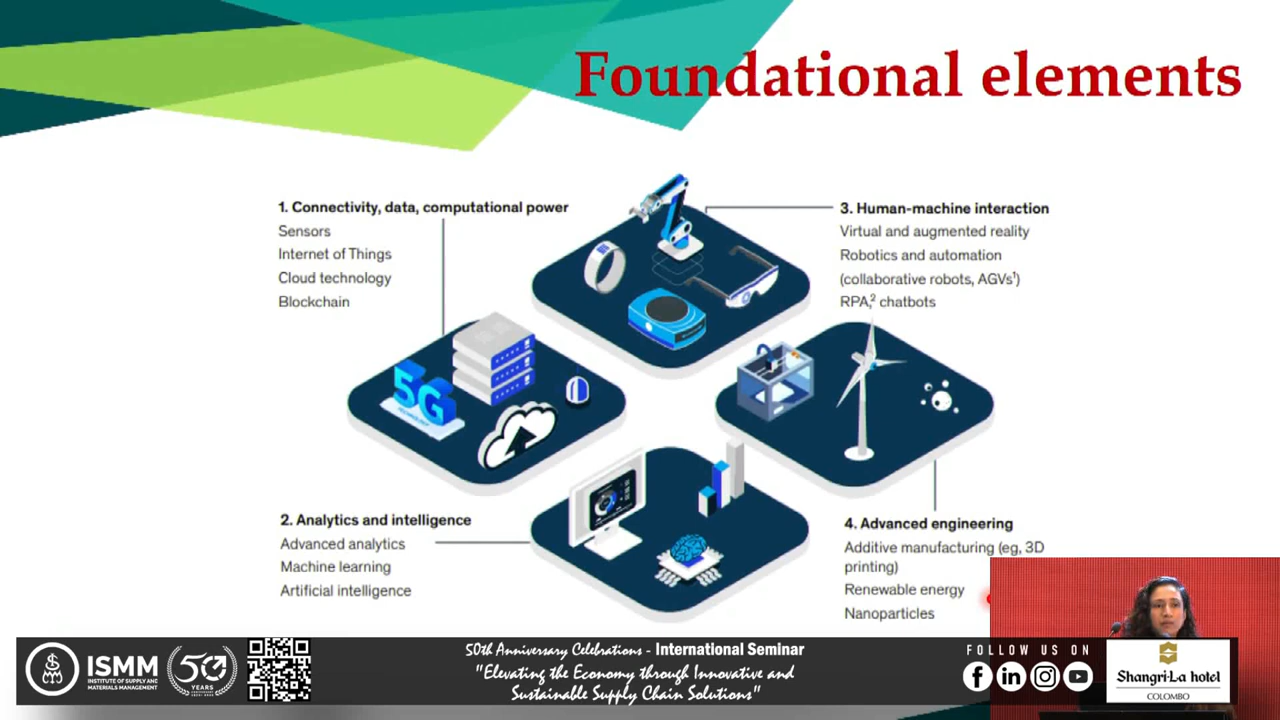 Foundational elements
1. Connectivity, data, computational power
Sensors
Internet of Things
Cloud technology
Blockchain
3. Human-machine interaction
Virtual and augmented reality
Robotics and automation
(collaborative robots, AGVs¹)
RPA,² chatbots
5G
TECHNOLOGY
2. Analytics and intelligence
Advanced analytics
Machine learning
Artificial intelligence
4. Advanced engineering
Additive manufacturing (eg, 3D
printing)
Renewable energy
Nanoparticles
ISMM
INSTITUTE OF SUPPLY AND
MATERIALS MANAGEMENT
50
YEARS
50th Anniversary Celebrations - International Seminar
"Elevating the Economy through Innovative and
Sustainable Supply Chain Solutions"
FOLLOW US ON
Shangri-La hotel
COLOMBO